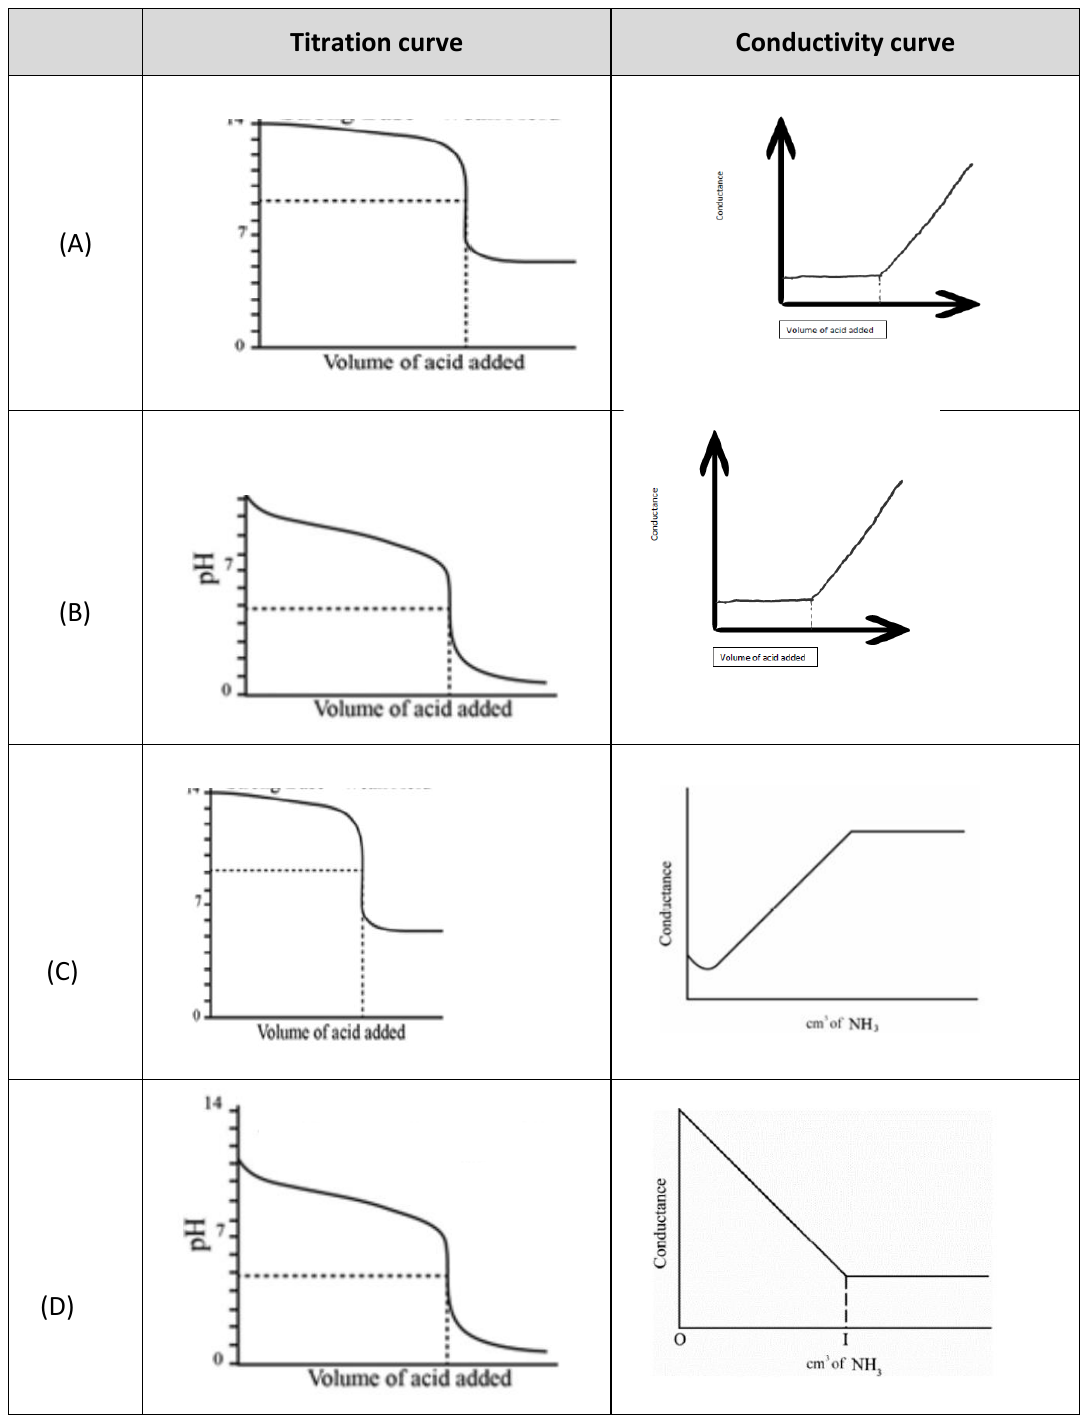 Titration curve
Conductivity curve
(A)
14
7
0
Volume of acid added
Conductance
Volume of acid added
(B)
pH
7
0
Volume of acid added
Conductance
Volume of acid added
(C)
7
0
Volume of acid added
Conductance
cm³ of NH₃
(D)
14
pH
7
0
Volume of acid added
Conductance
O
I
cm³ of NH₃